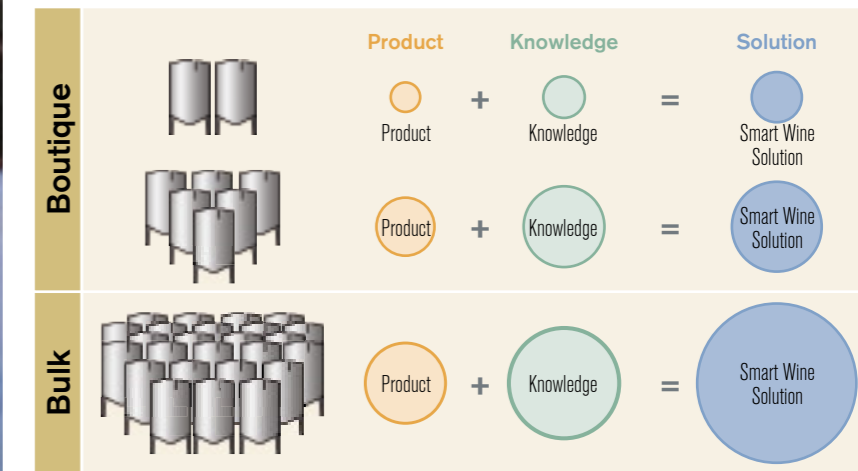 Product Knowledge Solution
Boutique
+ =
Product Knowledge Smart Wine
Solution
Product + Knowledge = Smart Wine
Solution
Bulk
Product + Knowledge = Smart Wine
Solution